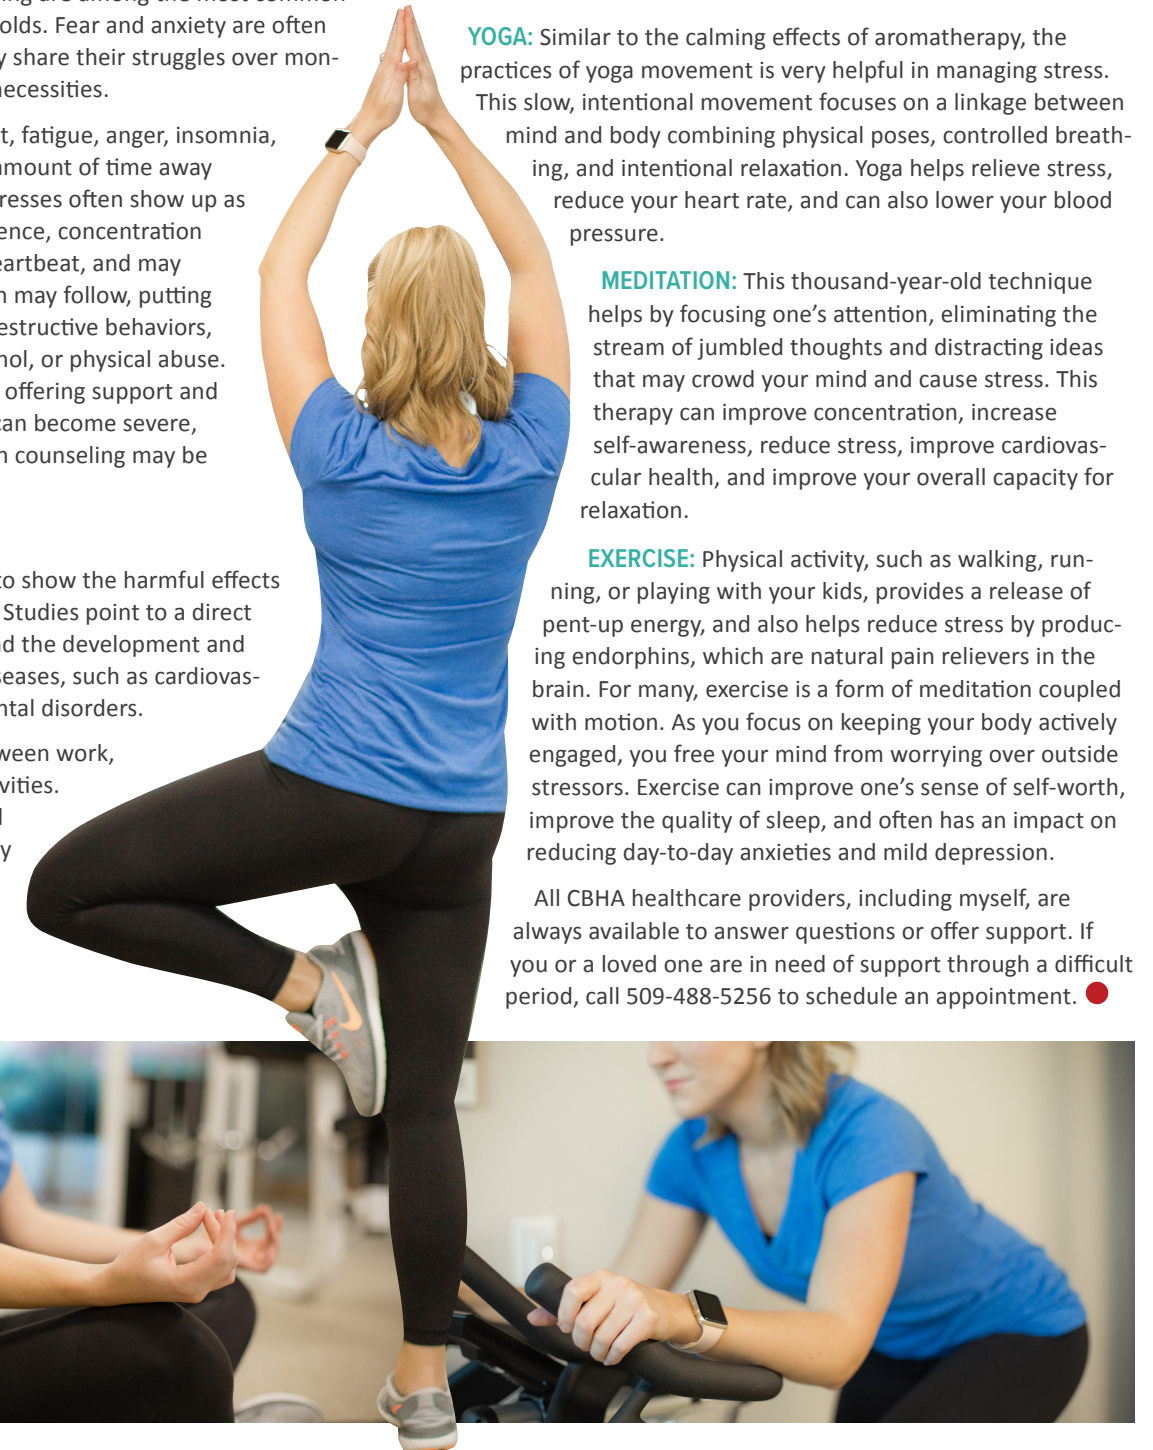 olds. Fear and anxiety are often
y share their struggles over mon-
necessities.
t, fatigue, anger, insomnia,
amount of time away
resses often show up as
ence, concentration
eartbeat, and may
n may follow, putting
estructive behaviors,
hol, or physical abuse.
offering support and
can become severe,
n counseling may be
to show the harmful effects
Studies point to a direct
nd the development and
seases, such as cardiovas-
ntal disorders.
ween work,
vities.
y
YOGA: Similar to the calming effects of aromatherapy, the
practices of yoga movement is very helpful in managing stress.
This slow, intentional movement focuses on a linkage between
mind and body combining physical poses, controlled breath-
ing, and intentional relaxation. Yoga helps relieve stress,
reduce your heart rate, and can also lower your blood
pressure.
MEDITATION: This thousand-year-old technique
helps by focusing one’s attention, eliminating the
stream of jumbled thoughts and distracting ideas
that may crowd your mind and cause stress. This
therapy can improve concentration, increase
self-awareness, reduce stress, improve cardiovas-
cular health, and improve your overall capacity for
relaxation.
EXERCISE: Physical activity, such as walking, run-
ning, or playing with your kids, provides a release of
pent-up energy, and also helps reduce stress by produc-
ing endorphins, which are natural pain relievers in the
brain. For many, exercise is a form of meditation coupled
with motion. As you focus on keeping your body actively
engaged, you free your mind from worrying over outside
stressors. Exercise can improve one’s sense of self-worth,
improve the quality of sleep, and often has an impact on
reducing day-to-day anxieties and mild depression.
All CBHA healthcare providers, including myself, are
always available to answer questions or offer support. If
you or a loved one are in need of support through a difficult
period, call 509-488-5256 to schedule an appointment.